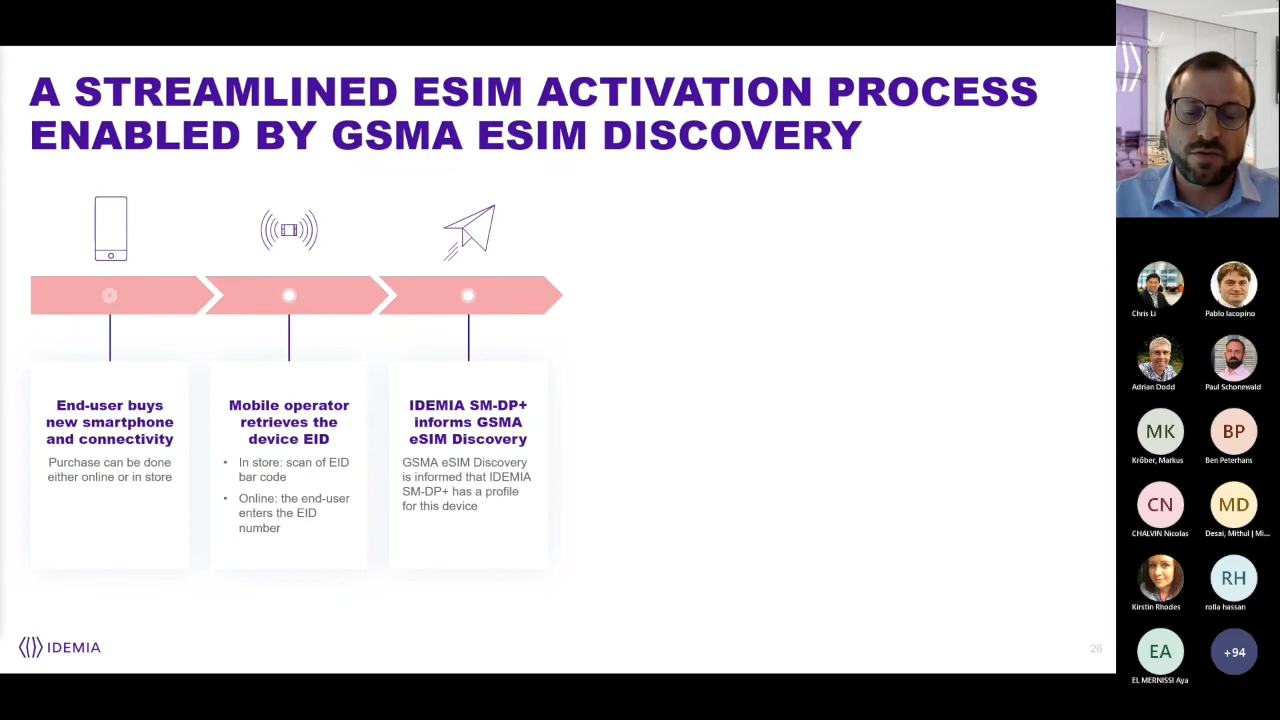 A STREAMLINED ESIM ACTIVATION PROCESS
ENABLED BY GSMA ESIM DISCOVERY
End-user buys
new smartphone
and connectivity
Purchase can be done
either online or in store
Mobile operator
retrieves the
device EID
• In store: scan of EID
bar code
• Online: the end-user
enters the EID
number
IDEMIA SM-DP+
informs GSMA
eSIM Discovery
GSMA eSIM Discovery
is informed that IDEMIA
SM-DP+ has a profile
for this device
IDEMIA
26
Chris Li
Pablo Iacopino
Adrian Dodd
Paul Schonewald
MK
BP
Kröber, Markus
Ben Peterhans
CN
MD
CHALVIN Nicolas
Desai, Mithul | Mi...
RH
Kirstin Rhodes
rolla hassan
EA
+94
EL MERNISSI Aya